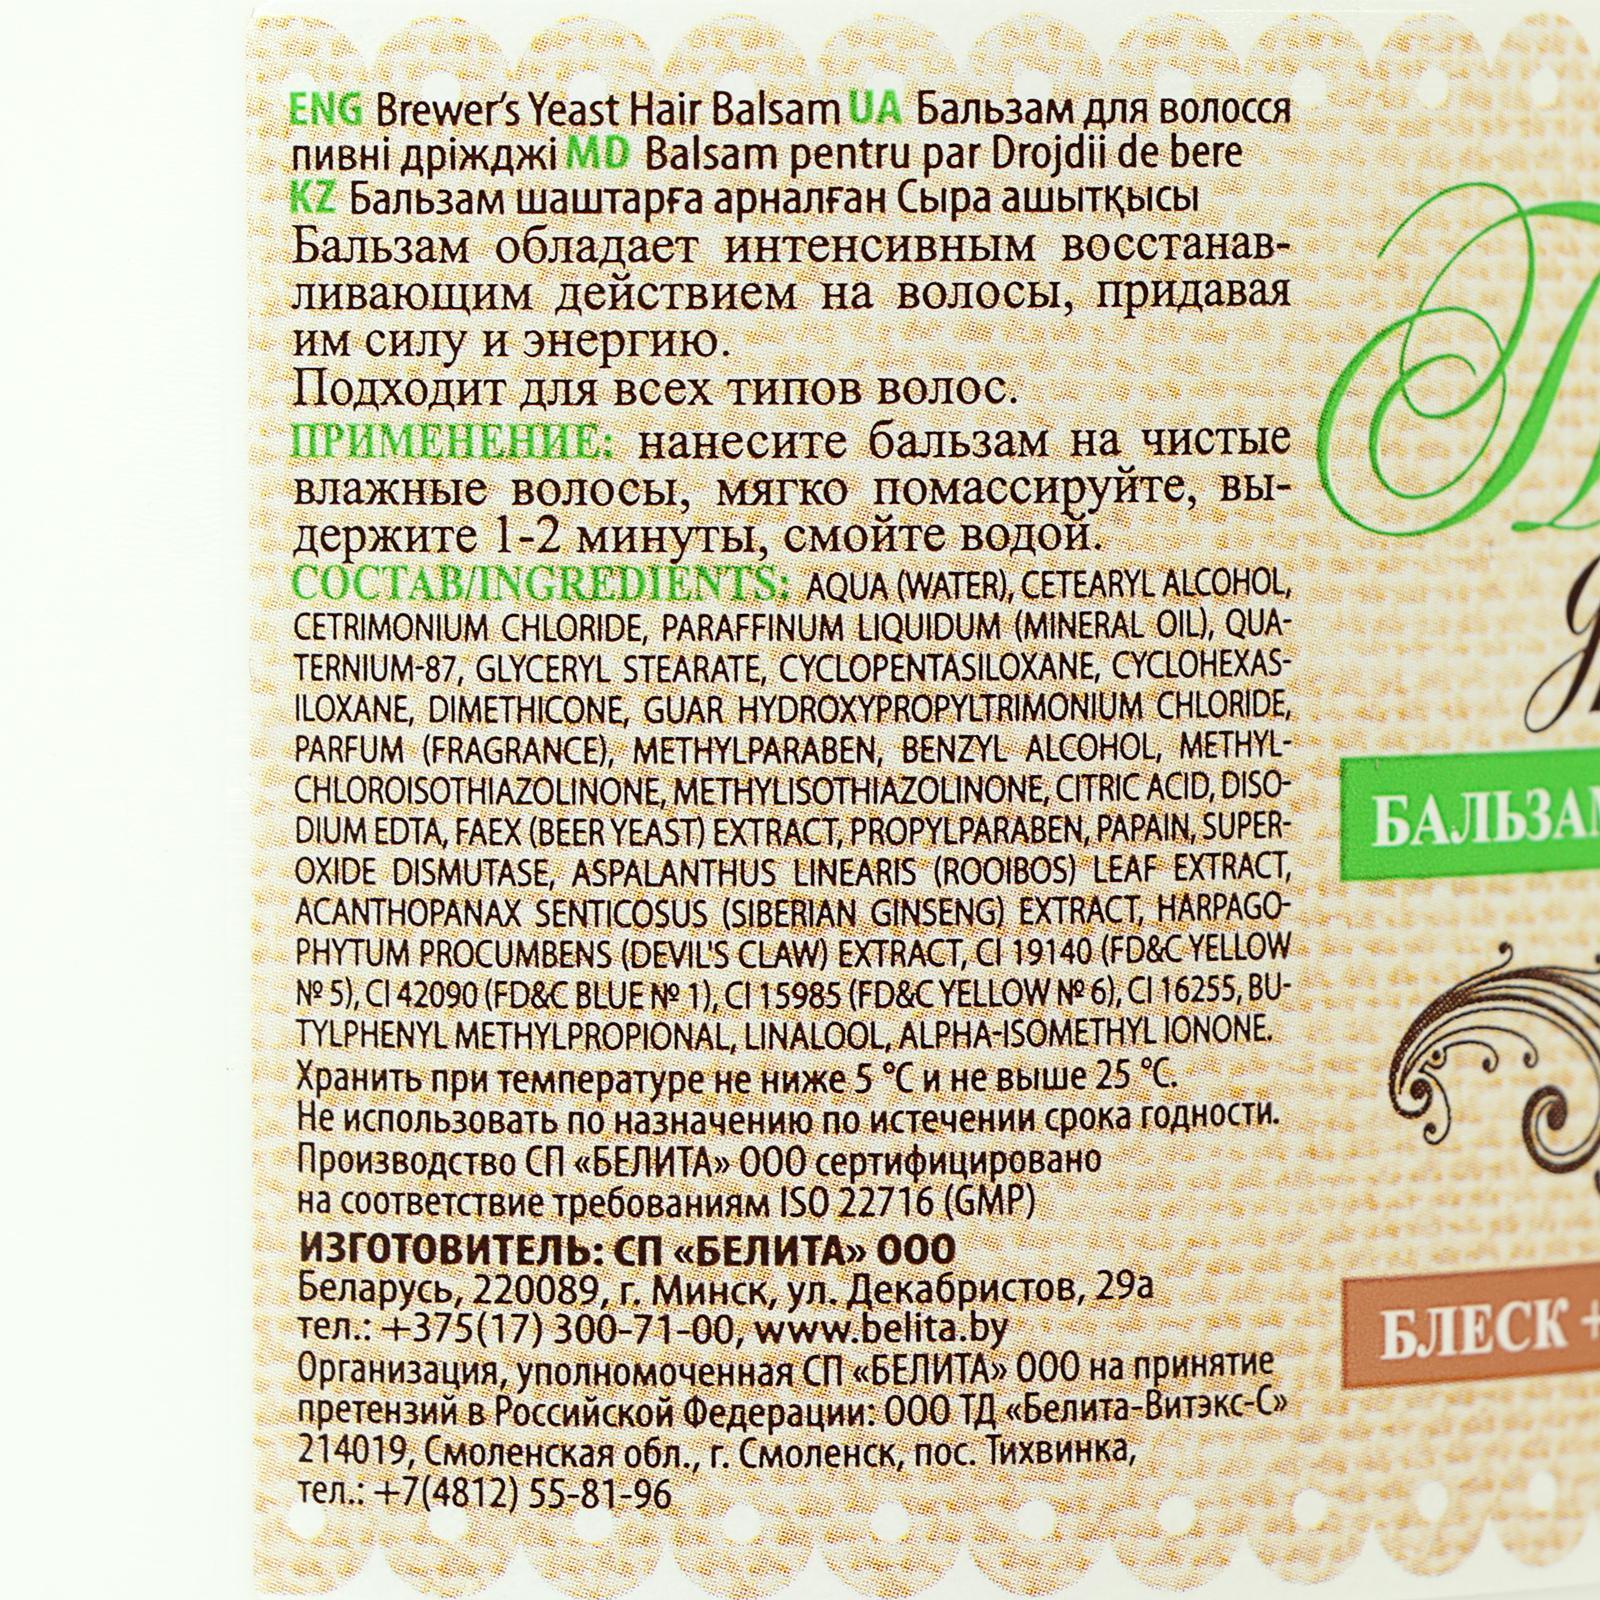 ENG Brewer's Yeast Hair Balsam UA Бальзам для волосся
пивні дріжджі MD Balsam pentru par Drojdii de bere
KZ Бальзам шаштарға арналған Сыра ашытқысы
Бальзам обладает интенсивным восстанав-
ливающим действием на волосы, придавая
им силу и энергию.
Подходит для всех типов волос.
ПРИМЕНЕНИЕ: нанесите бальзам на чистые
влажные волосы, мягко помассируйте, вы-
держите 1-2 минуты, смойте водой.
СОСТАВ/INGREDIENTS: AQUA (WATER), CETEARYL ALCOHOL,
CETRIMONIUM CHLORIDE, PARAFFINUM LIQUIDUM (MINERAL OIL), QUA-
TERNIUM-87, GLYCERYL STEARATE, CYCLOPENTASILOXANE, CYCLOHEXAS-
ILOXANE, DIMETHICONE, GUAR HYDROXYPROPYLTRIMONIUM CHLORIDE,
PARFUM (FRAGRANCE), METHYLPARABEN, BENZYL ALCOHOL, METHYL-
CHLOROISOTHIAZOLINONE, METHYLISOTHIAZOLINONE, CITRIC ACID, DISO-
DIUM EDTA, FAEX (BEER YEAST) EXTRACT, PROPYLPARABEN, PAPAIN, SUPER-
OXIDE DISMUTASE, ASPALANTHUS LINEARIS (ROOIBOS) LEAF EXTRACT,
ACANTHOPANAX SENTICOSUS (SIBERIAN GINSENG) EXTRACT, HARPAGO-
PHYTUM PROCUMBENS (DEVIL'S CLAW) EXTRACT, CI 19140 (FD&C YELLOW
№ 5), CI 42090 (FD&C BLUE № 1), CI 15985 (FD&C YELLOW № 6), CI 16255, BU-
TYLPHENYL METHYLPROPIONAL, LINALOOL, ALPHA-ISOMETHYL IONONE.
Хранить при температуре не ниже 5 °C и не выше 25 °C.
Не использовать по назначению по истечении срока годности.
Производство СП «БЕЛИТА» ООО сертифицировано
на соответствие требованиям ISO 22716 (GMP)
ИЗГОТОВИТЕЛЬ: СП «БЕЛИТА» ООО
Беларусь, 220089, г. Минск, ул. Декабристов, 29а
тел.: +375(17) 300-71-00, www.belita.by
Организация, уполномоченная СП «БЕЛИТА» ООО на принятие
претензий в Российской Федерации: ООО ТД «Белита-Витэкс-С»
214019, Смоленская обл., г. Смоленск, пос. Тихвинка,
тел.: +7(4812) 55-81-96
БАЛЬЗАМ
БЛЕСК +